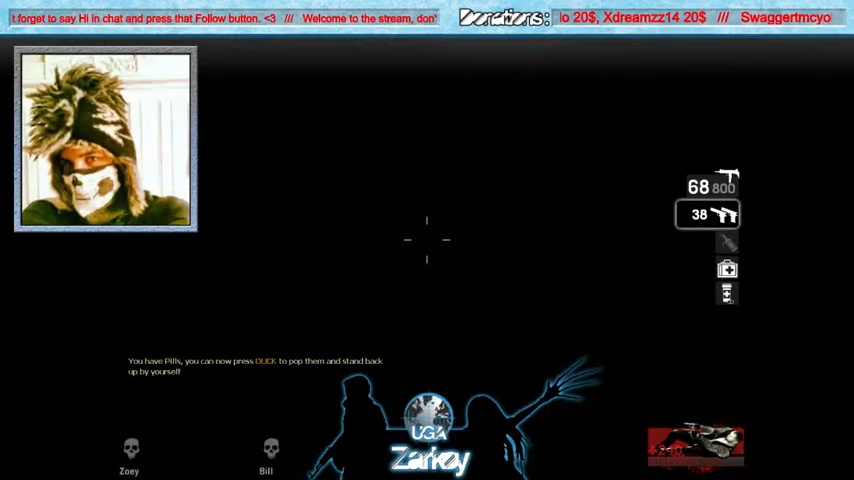 t forget to say Hi in chat and press that Follow button. <3 /// Welcome to the stream, don'
Donations:
lo 20$, Xdreamzz14 20$ /// Swaggertmcyo
68 800
38
You have Pills, you can now press DUCK to pop them and stand back
up by yourself
UGA
Zarkoy
Zoey
Bill